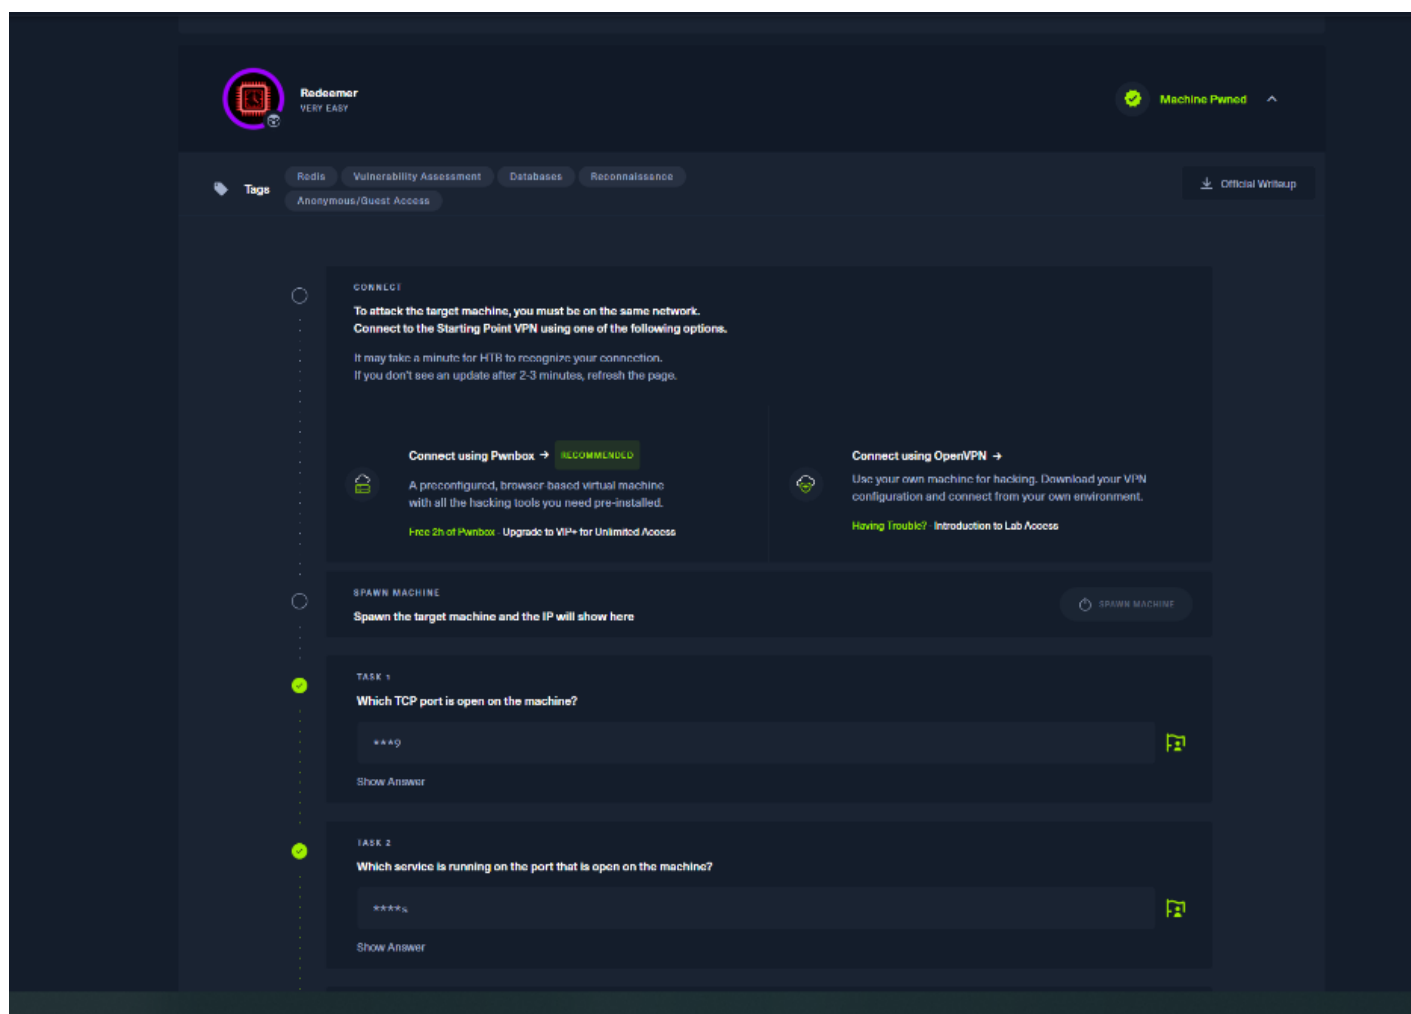 Redeemer
VERY EASY
Machine Pwned
Tags
Redis Vulnerability Assessment Databases Reconnaissance
Anonymous/Guest Access
Official Writeup
CONNECT
To attack the target machine, you must be on the same network.
Connect to the Starting Point VPN using one of the following options.
It may take a minute for HTB to recognize your connection.
If you don't see an update after 2-3 minutes, refresh the page.
Connect using Pwnbox → RECOMMENDED
A preconfigured, browser-based virtual machine
with all the hacking tools you need pre-installed.
Free 2h of Pwnbox - Upgrade to VIP+ for Unlimited Access
Connect using OpenVPN →
Use your own machine for hacking. Download your VPN
configuration and connect from your own environment.
Having Trouble? - Introduction to Lab Access
SPAWN MACHINE
Spawn the target machine and the IP will show here
SPAWN MACHINE
TASK 1
Which TCP port is open on the machine?
***9
Show Answer
TASK 2
Which service is running on the port that is open on the machine?
****s
Show Answer